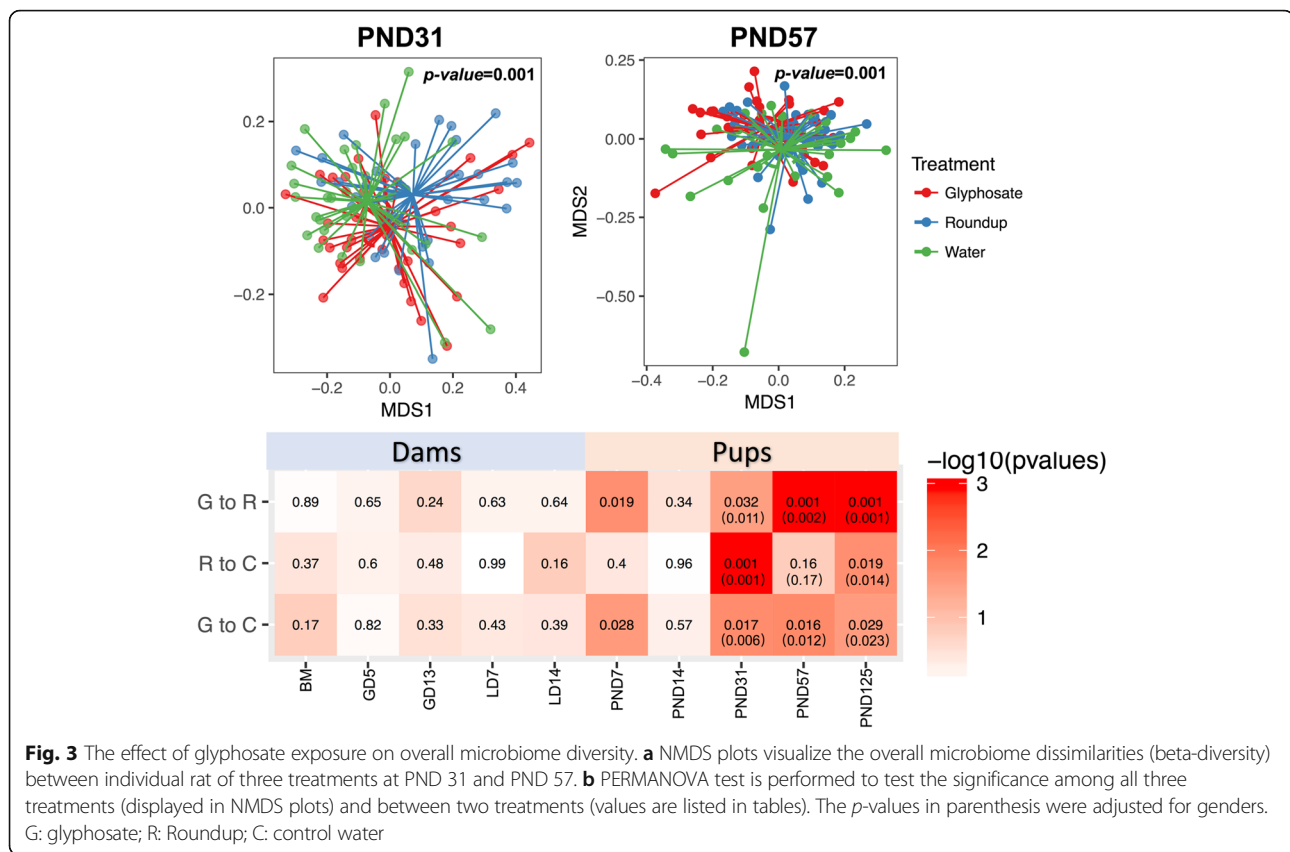 PND31
PND57
p-value=0.001
p-value=0.001
0.2
0.0
−0.2
−0.2 0.0 0.2 0.4
MDS1
0.25
0.00
−0.25
−0.50
MDS2
−0.4 −0.2 0.0 0.2
MDS1
Treatment
Glyphosate
Roundup
Water
Dams Pups
G to R 0.89 0.65 0.24 0.63 0.64 0.019 0.34 0.032 (0.011) 0.001 (0.002) 0.001 (0.001)
R to C 0.37 0.6 0.48 0.99 0.16 0.4 0.96 0.001 (0.001) 0.16 (0.17) 0.019 (0.014)
G to C 0.17 0.82 0.33 0.43 0.39 0.028 0.57 0.017 (0.006) 0.016 (0.012) 0.029 (0.023)
BM GD5 GD13 LD7 LD14 PND7 PND14 PND31 PND57 PND125
−log10(pvalues)
3
2
1
Fig. 3 The effect of glyphosate exposure on overall microbiome diversity. a NMDS plots visualize the overall microbiome dissimilarities (beta-diversity)
between individual rat of three treatments at PND 31 and PND 57. b PERMANOVA test is performed to test the significance among all three
treatments (displayed in NMDS plots) and between two treatments (values are listed in tables). The p-values in parenthesis were adjusted for genders.
G: glyphosate; R: Roundup; C: control water